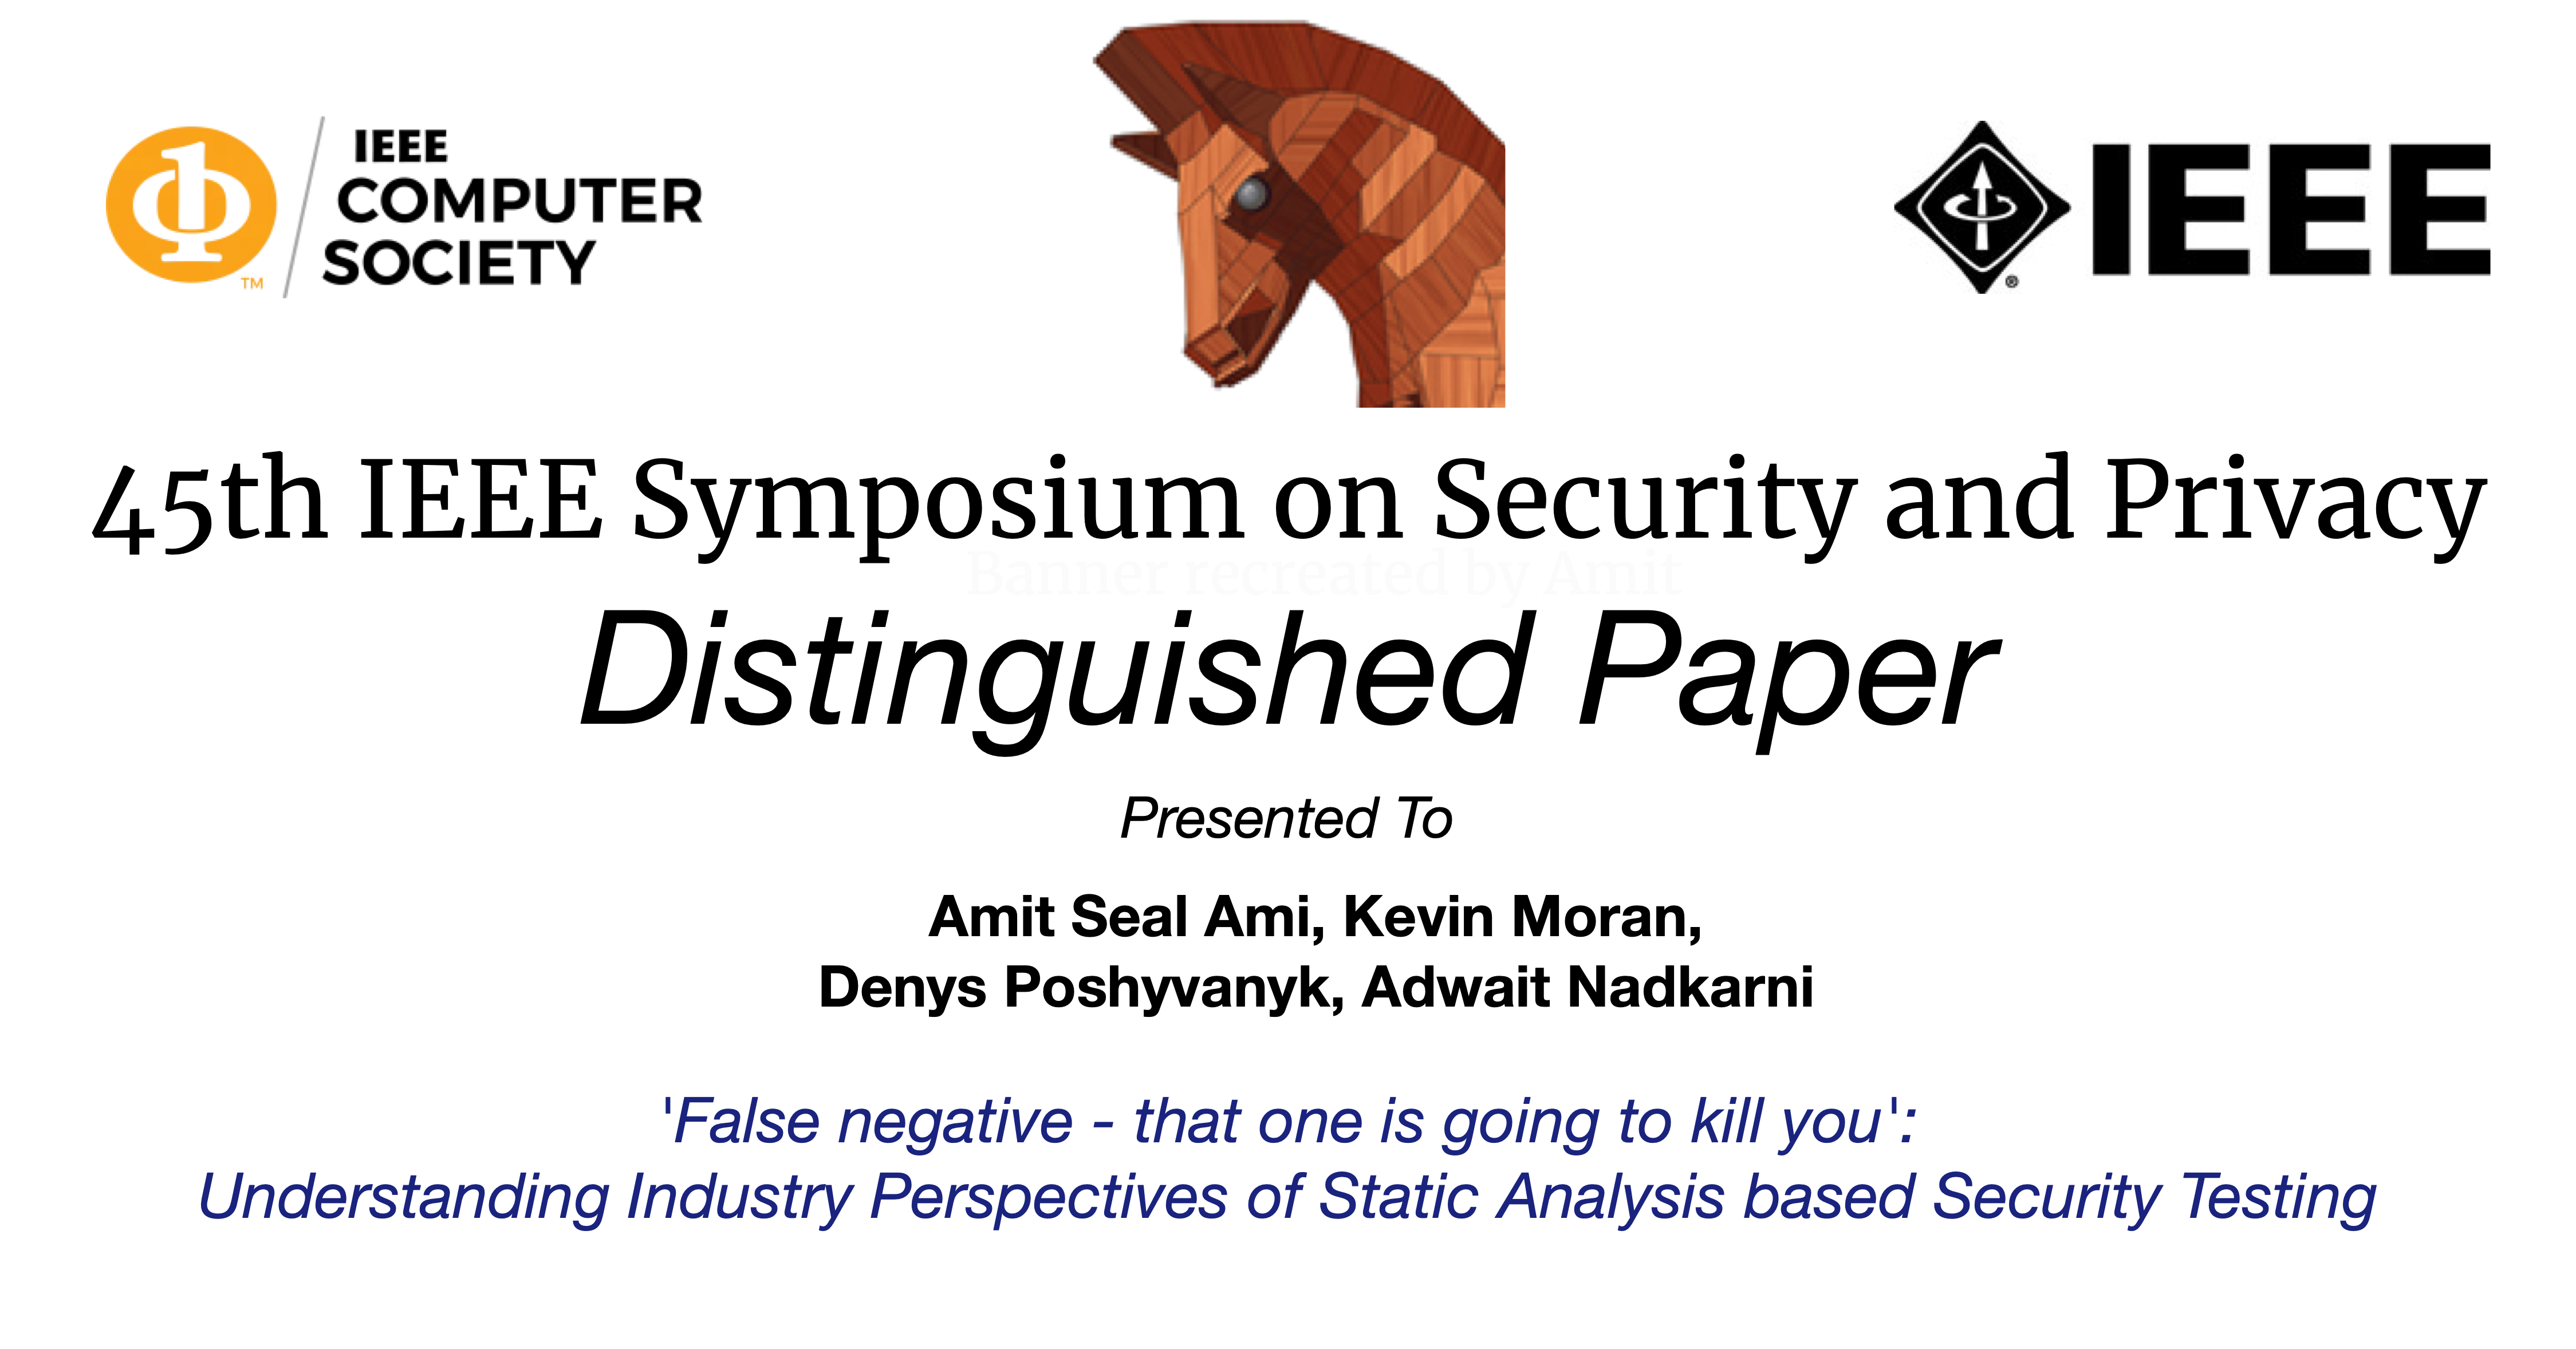 IEEE
COMPUTER
SOCIETY
TM
IEEE
®
45th IEEE Symposium on Security and Privacy
Banner recreated by Amit
Distinguished Paper
Presented To
Amit Seal Ami, Kevin Moran,
Denys Poshyvanyk, Adwait Nadkarni
'False negative - that one is going to kill you':
Understanding Industry Perspectives of Static Analysis based Security Testing